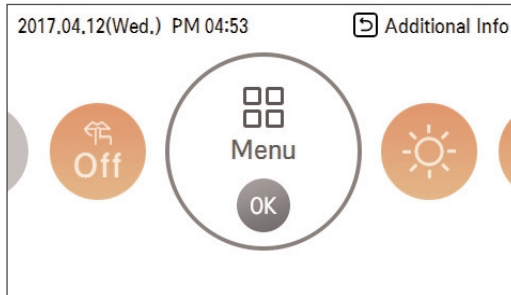 2017.04.12(Wed.) PM 04:53
Additional Info
Off
Menu
OK